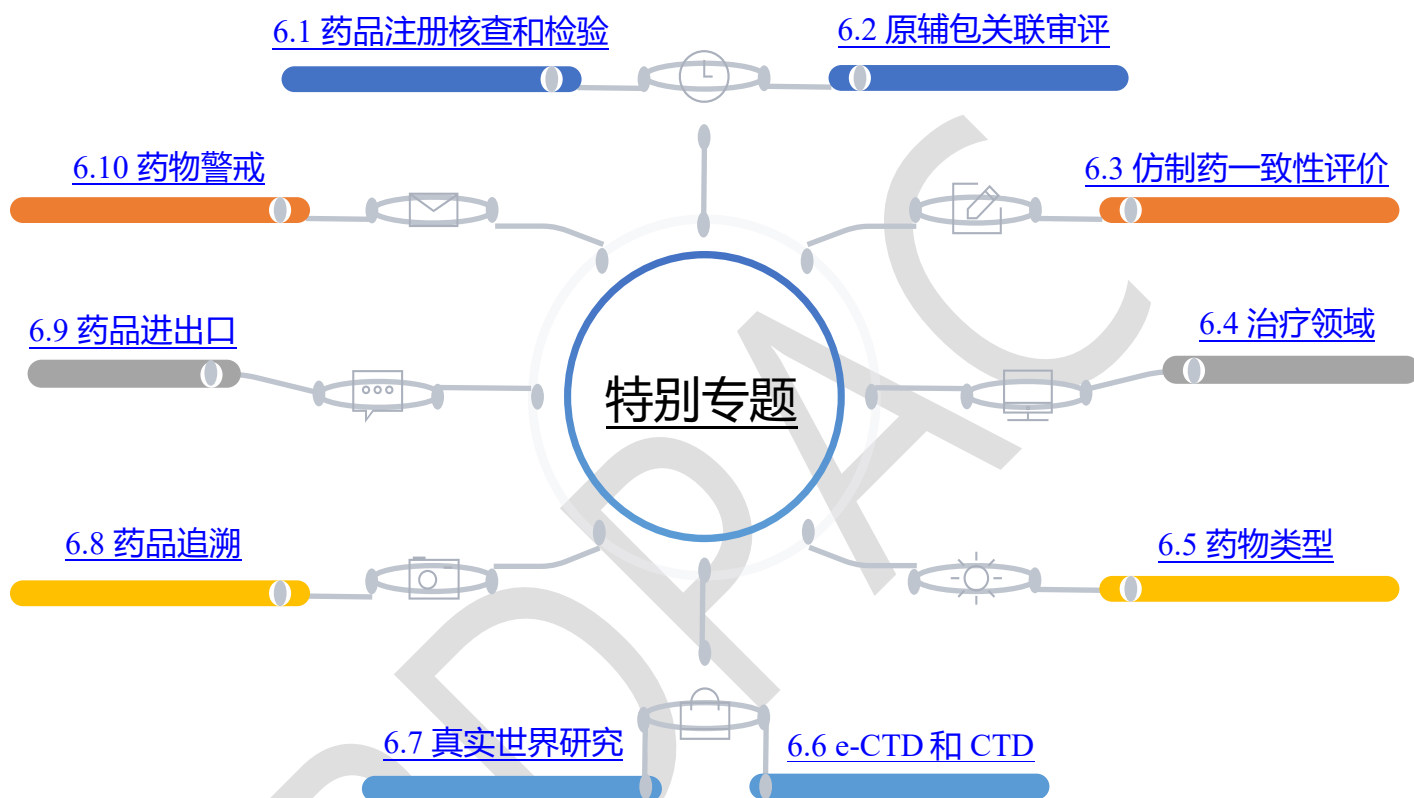 6.1 药品注册核查和检验
6.2 原辅包关联审评
6.10 药物警戒
6.3 仿制药一致性评价
6.9 药品进出口
6.4 治疗领域
特别专题
6.8 药品追溯
6.5 药物类型
6.7 真实世界研究
6.6 e-CTD 和 CTD